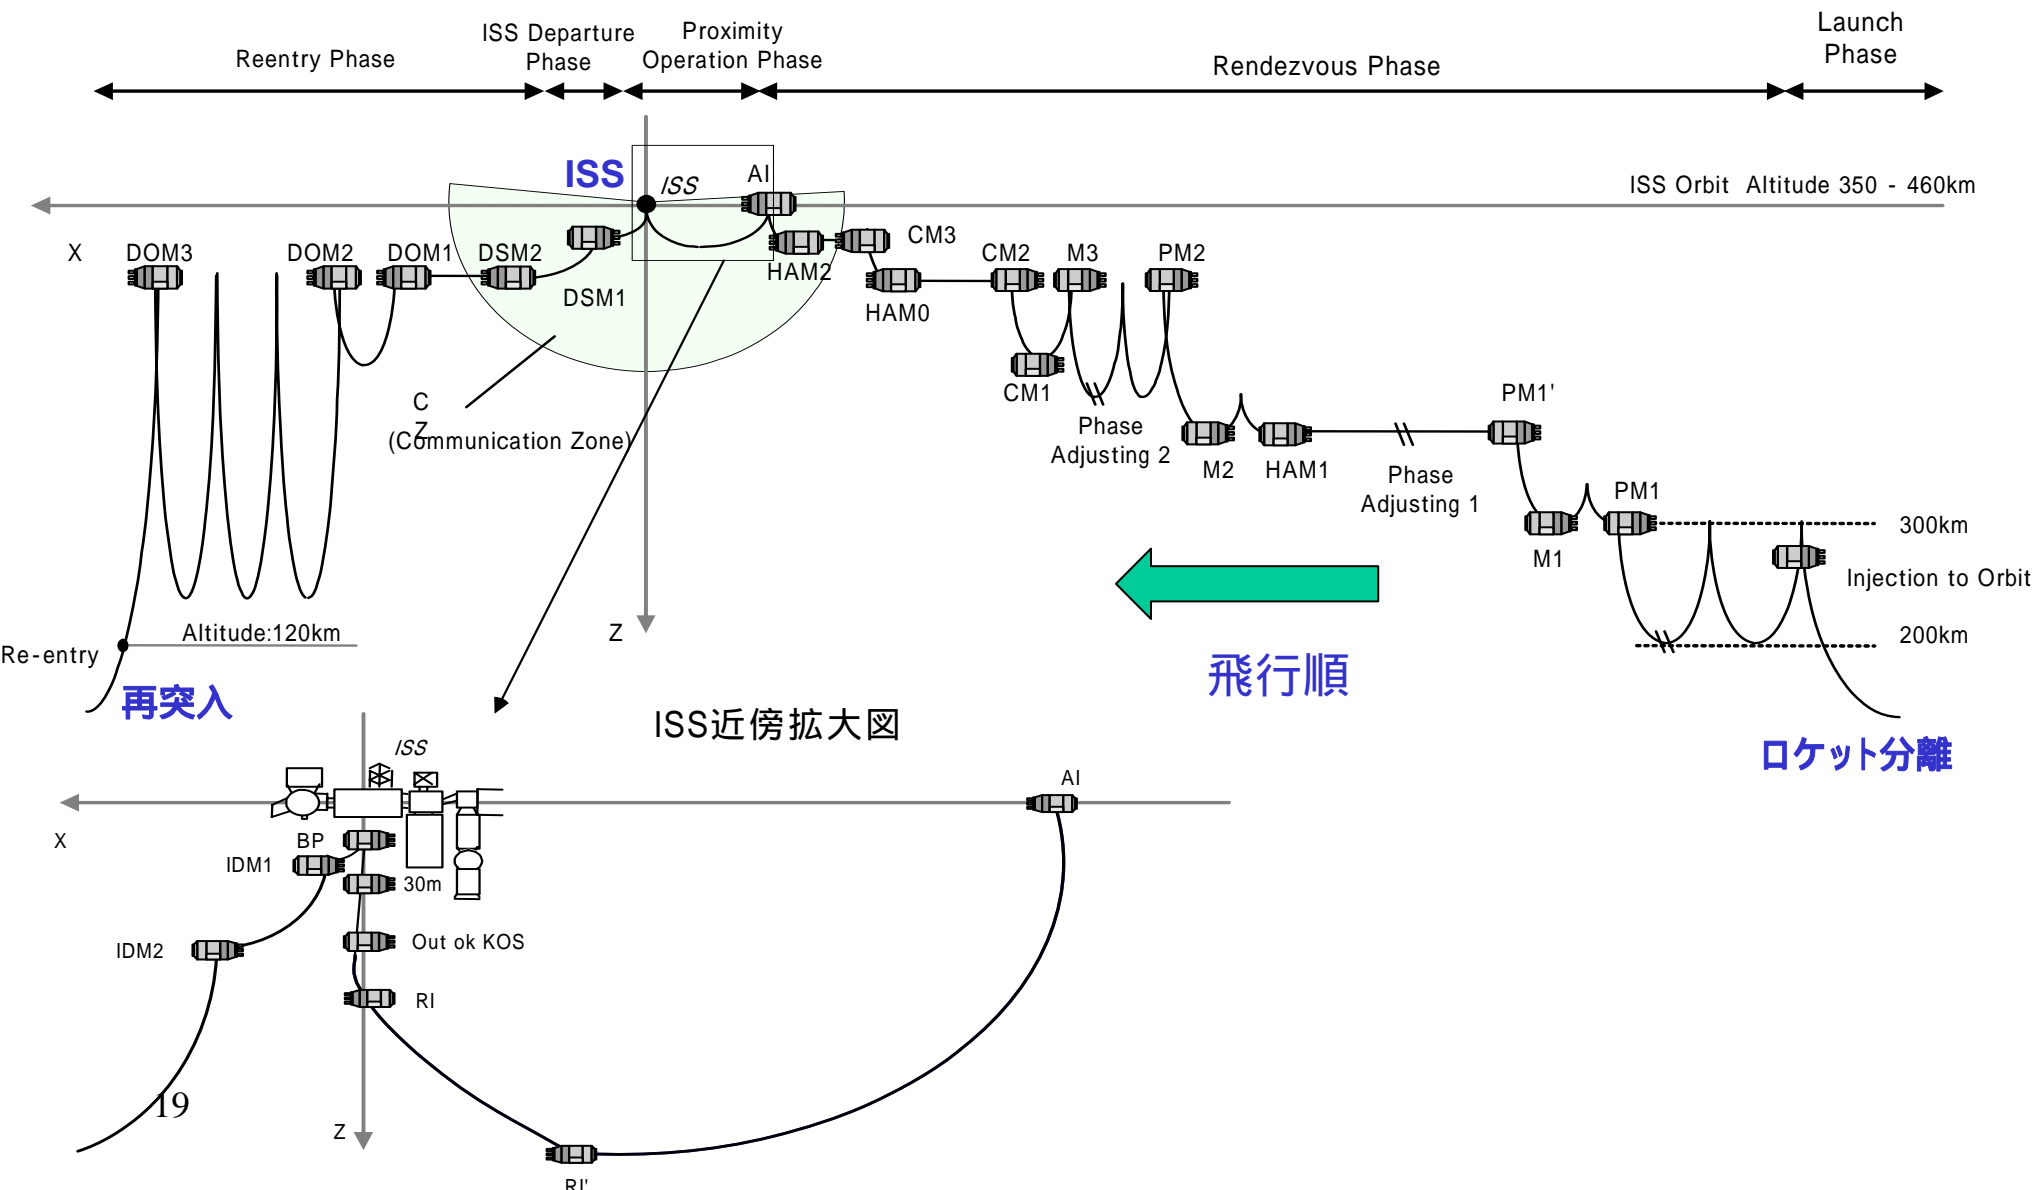 Reentry Phase
ISS Departure
Phase
Proximity
Operation Phase
Rendezvous Phase
Launch
Phase
ISS
ISS
AI
ISS Orbit Altitude 350 - 460km
X
DOM3
DOM2
DOM1
DSM2
DSM1
HAM2
CM3
HAM0
CM2
M3
PM2
CM1
C
Z
(Communication Zone)
Phase
Adjusting 2
M2
HAM1
PM1'
Phase
Adjusting 1
PM1
M1
300km
Injection to Orbit
200km
Z
Altitude:120km
Re-entry
再突入
飛行順
ロケット分離
ISS近傍拡大図
ISS
AI
X
BP
IDM1
30m
IDM2
Out ok KOS
RI
19
Z
RI'